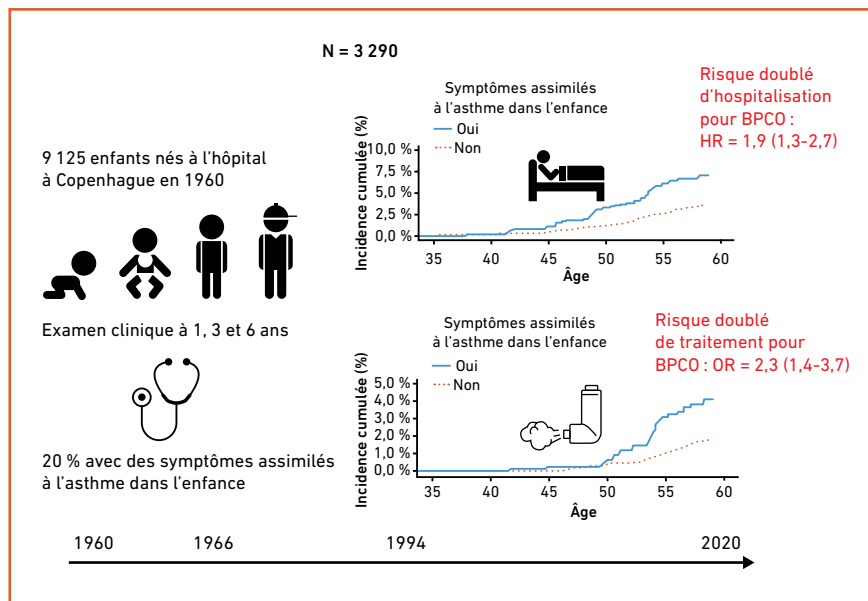 N = 3 290
9 125 enfants nés à l'hôpital
à Copenhague en 1960
Examen clinique à 1, 3 et 6 ans
20 % avec des symptômes assimilés
à l'asthme dans l'enfance
Symptômes assimilés
à l'asthme dans l'enfance
Oui
Non
Incidence cumulée (%)
10,0 %
7,5 %
5,0 %
2,5 %
0,0 %
35 40 45 50 55 60
Âge
Risque doublé
d'hospitalisation
pour BPCO :
HR = 1,9 (1,3-2,7)
Symptômes assimilés
à l'asthme dans l'enfance
Oui
Non
Incidence cumulée (%)
5,0 %
4,0 %
3,0 %
2,0 %
1,0 %
0,0 %
35 40 45 50 55 60
Âge
Risque doublé
de traitement pour
BPCO : OR = 2,3 (1,4-3,7)
1960 1966 1994 2020